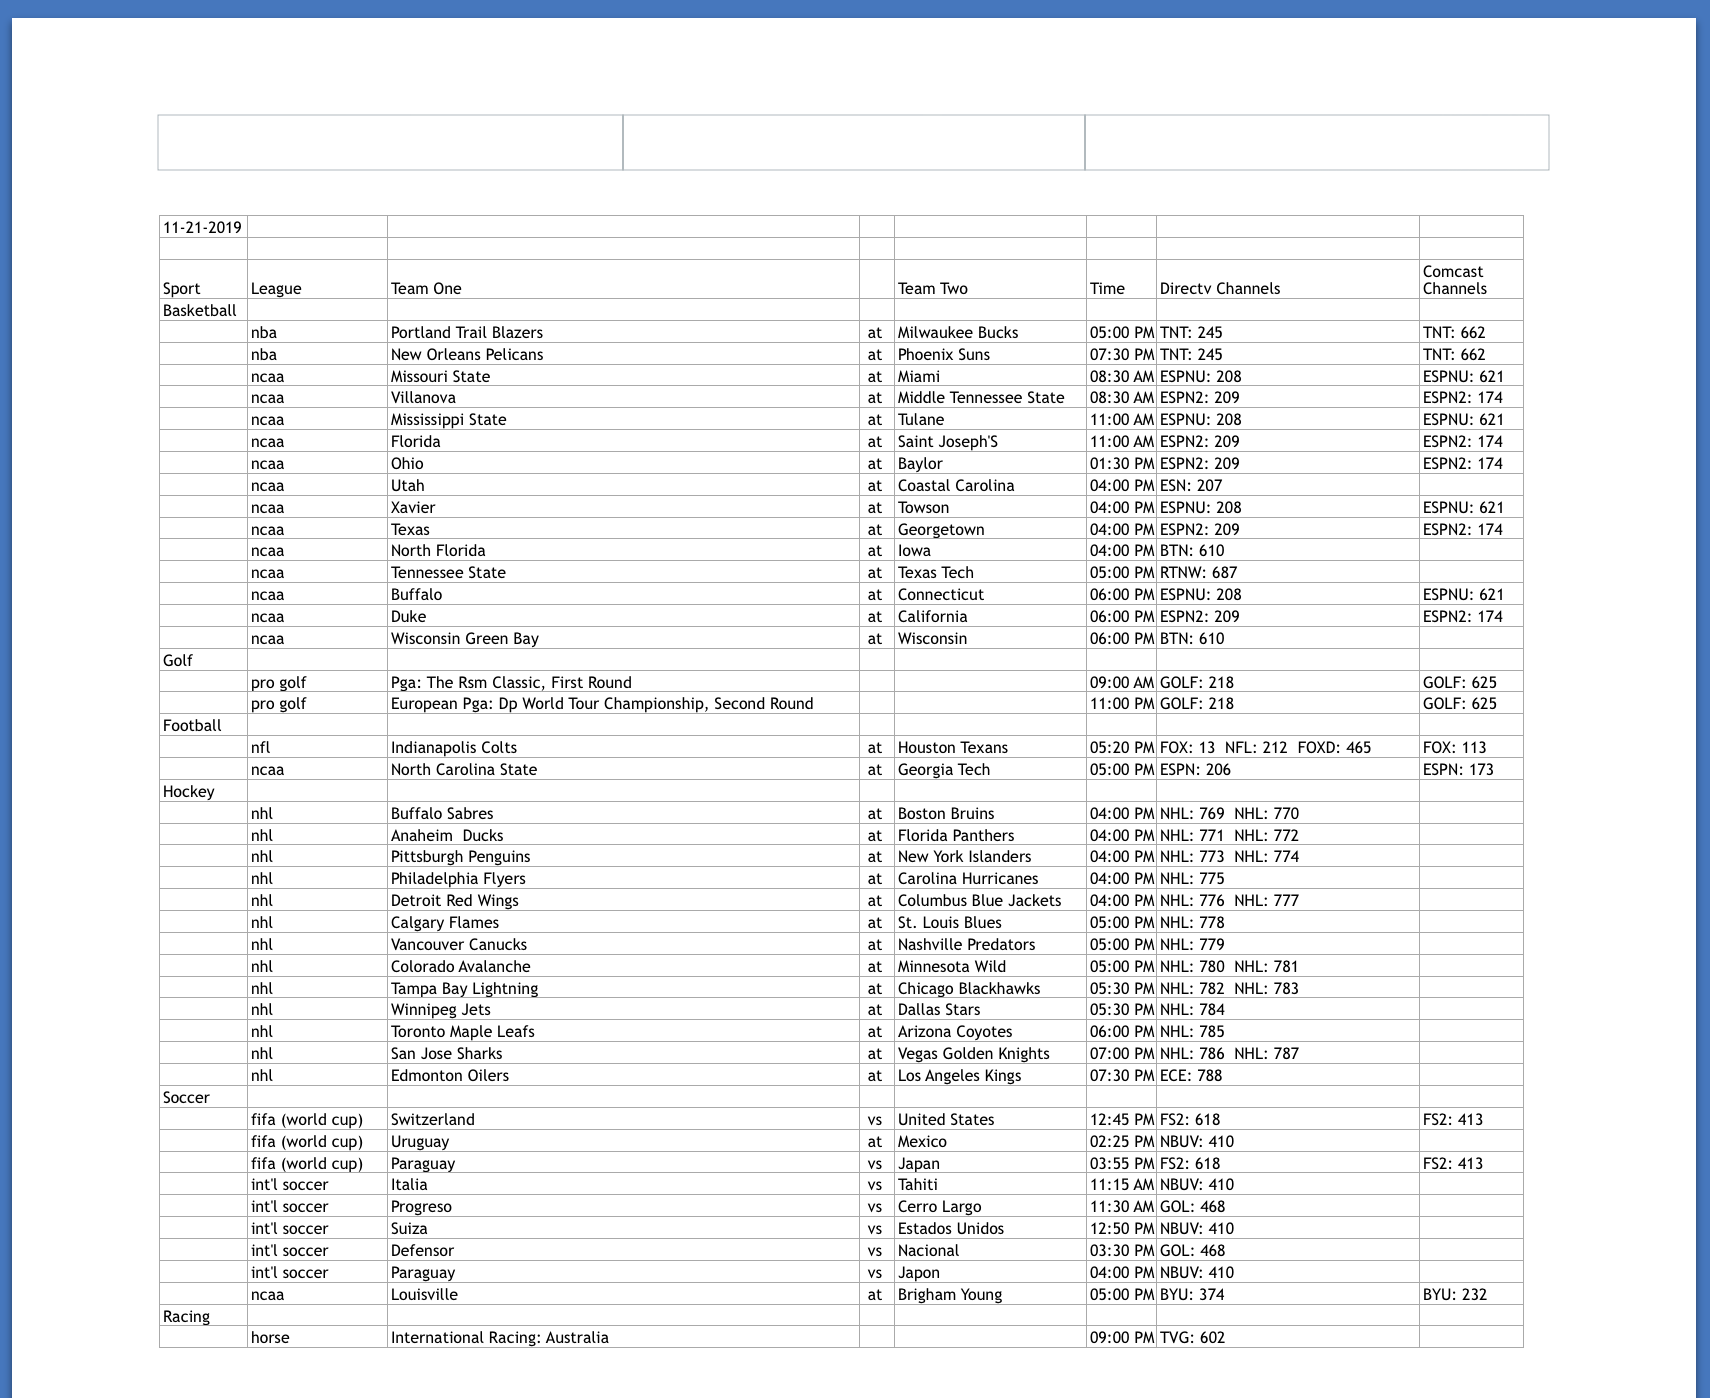 11-21-2019
Sport League Team One Team Two Time Directv Channels Comcast Channels
Basketball
nba Portland Trail Blazers at Milwaukee Bucks 05:00 PM TNT: 245 TNT: 662
nba New Orleans Pelicans at Phoenix Suns 07:30 PM TNT: 245 TNT: 662
ncaa Missouri State at Miami 08:30 AM ESPNU: 208 ESPNU: 621
ncaa Villanova at Middle Tennessee State 08:30 AM ESPN2: 209 ESPN2: 174
ncaa Mississippi State at Tulane 11:00 AM ESPNU: 208 ESPNU: 621
ncaa Florida at Saint Joseph'S 11:00 AM ESPN2: 209 ESPN2: 174
ncaa Ohio at Baylor 01:30 PM ESPN2: 209 ESPN2: 174
ncaa Utah at Coastal Carolina 04:00 PM ESN: 207
ncaa Xavier at Towson 04:00 PM ESPNU: 208 ESPNU: 621
ncaa Texas at Georgetown 04:00 PM ESPN2: 209 ESPN2: 174
ncaa North Florida at Iowa 04:00 PM BTN: 610
ncaa Tennessee State at Texas Tech 05:00 PM RTNW: 687
ncaa Buffalo at Connecticut 06:00 PM ESPNU: 208 ESPNU: 621
ncaa Duke at California 06:00 PM ESPN2: 209 ESPN2: 174
ncaa Wisconsin Green Bay at Wisconsin 06:00 PM BTN: 610
Golf
pro golf Pga: The Rsm Classic, First Round 09:00 AM GOLF: 218 GOLF: 625
pro golf European Pga: Dp World Tour Championship, Second Round 11:00 PM GOLF: 218 GOLF: 625
Football
nfl Indianapolis Colts at Houston Texans 05:20 PM FOX: 13 NFL: 212 FOXD: 465 FOX: 113
ncaa North Carolina State at Georgia Tech 05:00 PM ESPN: 206 ESPN: 173
Hockey
nhl Buffalo Sabres at Boston Bruins 04:00 PM NHL: 769 NHL: 770
nhl Anaheim Ducks at Florida Panthers 04:00 PM NHL: 771 NHL: 772
nhl Pittsburgh Penguins at New York Islanders 04:00 PM NHL: 773 NHL: 774
nhl Philadelphia Flyers at Carolina Hurricanes 04:00 PM NHL: 775
nhl Detroit Red Wings at Columbus Blue Jackets 04:00 PM NHL: 776 NHL: 777
nhl Calgary Flames at St. Louis Blues 05:00 PM NHL: 778
nhl Vancouver Canucks at Nashville Predators 05:00 PM NHL: 779
nhl Colorado Avalanche at Minnesota Wild 05:00 PM NHL: 780 NHL: 781
nhl Tampa Bay Lightning at Chicago Blackhawks 05:30 PM NHL: 782 NHL: 783
nhl Winnipeg Jets at Dallas Stars 05:30 PM NHL: 784
nhl Toronto Maple Leafs at Arizona Coyotes 06:00 PM NHL: 785
nhl San Jose Sharks at Vegas Golden Knights 07:00 PM NHL: 786 NHL: 787
nhl Edmonton Oilers at Los Angeles Kings 07:30 PM ECE: 788
Soccer
fifa (world cup) Switzerland vs United States 12:45 PM FS2: 618 FS2: 413
fifa (world cup) Uruguay at Mexico 02:25 PM NBUV: 410
fifa (world cup) Paraguay vs Japan 03:55 PM FS2: 618 FS2: 413
int'l soccer Italia vs Tahiti 11:15 AM NBUV: 410
int'l soccer Progreso vs Cerro Largo 11:30 AM GOL: 468
int'l soccer Suiza vs Estados Unidos 12:50 PM NBUV: 410
int'l soccer Defensor vs Nacional 03:30 PM GOL: 468
int'l soccer Paraguay vs Japon 04:00 PM NBUV: 410
ncaa Louisville at Brigham Young 05:00 PM BYU: 374 BYU: 232
Racing
horse International Racing: Australia 09:00 PM TVG: 602